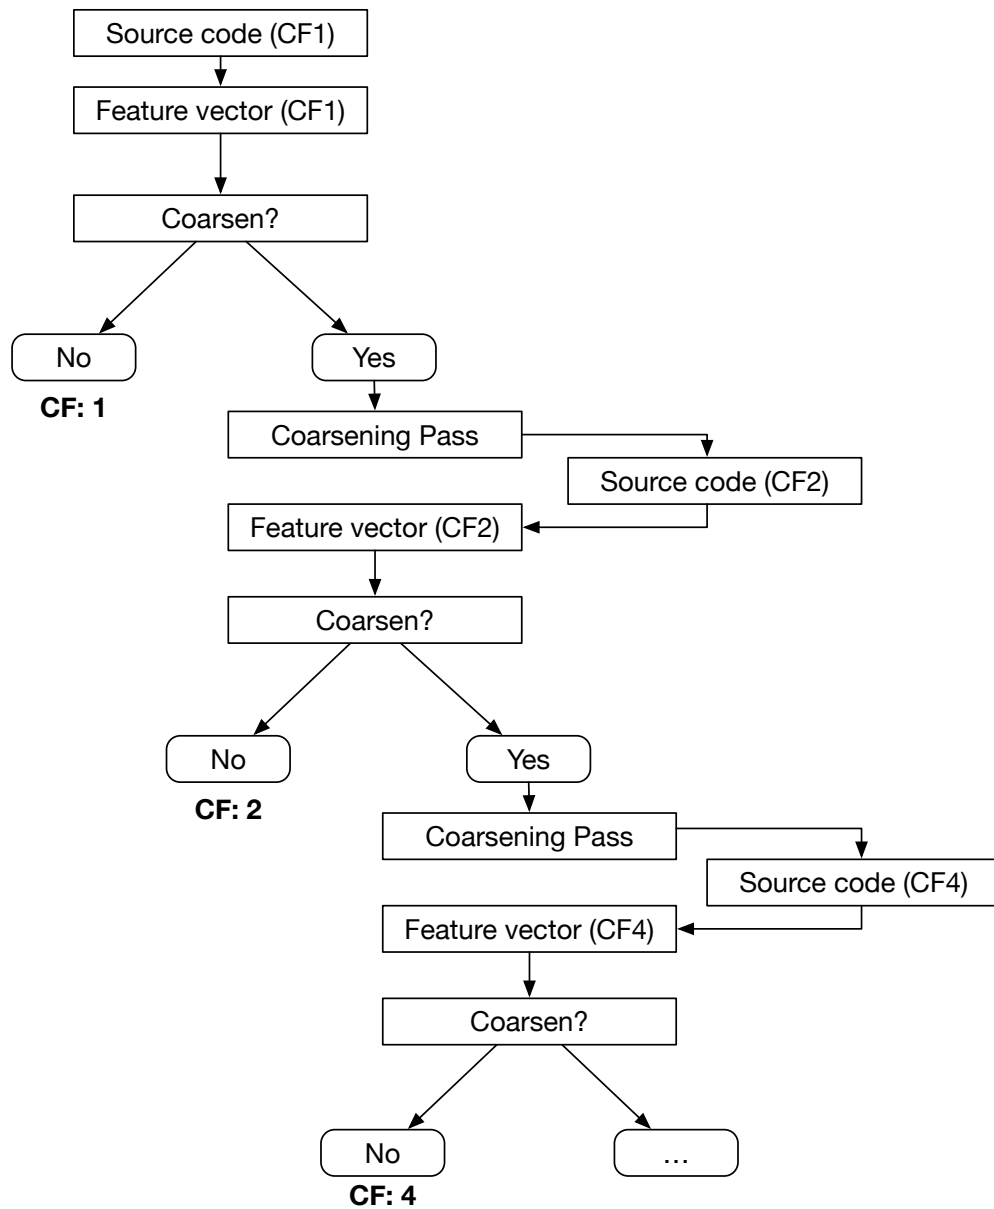 Source code (CF1)
Feature vector (CF1)
Coarsen?
No
Yes
CF: 1
Coarsening Pass
Source code (CF2)
Feature vector (CF2)
Coarsen?
No
Yes
CF: 2
Coarsening Pass
Source code (CF4)
Feature vector (CF4)
Coarsen?
No
...
CF: 4